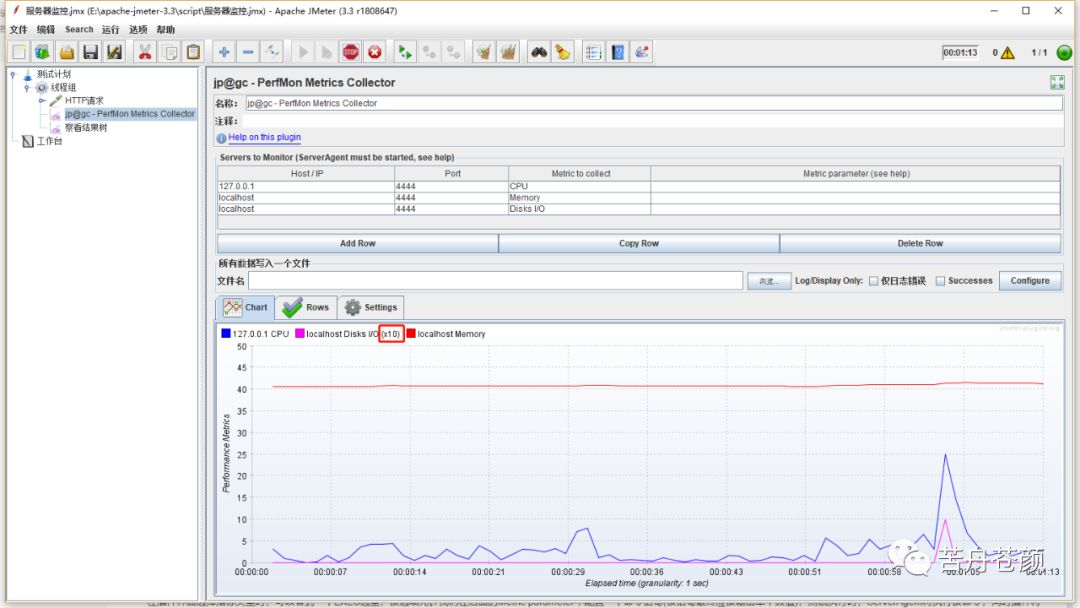 服务器监控.jmx (E:\apache-jmeter-3.3\script\服务器监控.jmx) - Apache JMeter (3.3 r1808647)
文件 编辑 Search 运行 选项 帮助
STOP
00:01:13 0 1 / 1
测试计划
线程组
HTTP请求
jp@gc - PerfMon Metrics Collector
察看结果树
工作台
jp@gc - PerfMon Metrics Collector
名称: jp@gc - PerfMon Metrics Collector
注释:
Help on this plugin
Servers to Monitor (ServerAgent must be started, see help)
Host / IP Port Metric to collect Metric parameter (see help)
127.0.0.1 4444 CPU
localhost 4444 Memory
localhost 4444 Disks I/O
Add Row Copy Row Delete Row
所有数据写入一个文件
文件名 浏览... Log/Display Only: 仅日志错误 Successes Configure
Chart Rows Settings
127.0.0.1 CPU localhost Disks I/O (x10) localhost Memory
jmeter-plugins.org
50
45
40
35
30
25
20
15
10
5
0
Performance Metrics
00:00:00 00:00:07 00:00:14 00:00:21 00:00:29 00:00:36 00:00:43 00:00:51 00:00:58 00:01:05 00:01:13
Elapsed time (granularity: 1 sec)
苦舟苍颜